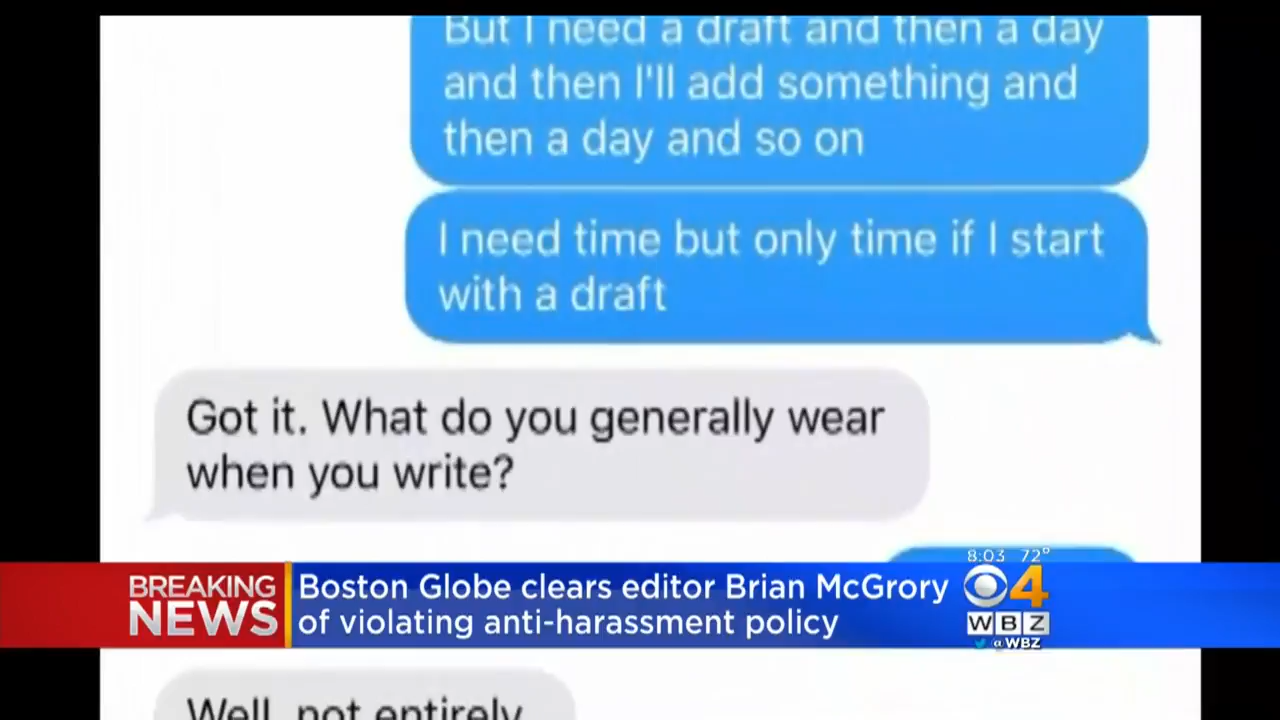 But I need a draft and then a day
and then I'll add something and
then a day and so on
I need time but only time if I start
with a draft
Got it. What do you generally wear
when you write?
8:03 72°
BREAKING
NEWS
Boston Globe clears editor Brian McGrory
of violating anti-harassment policy
4
WBZ
@WBZ
Well, not entirely